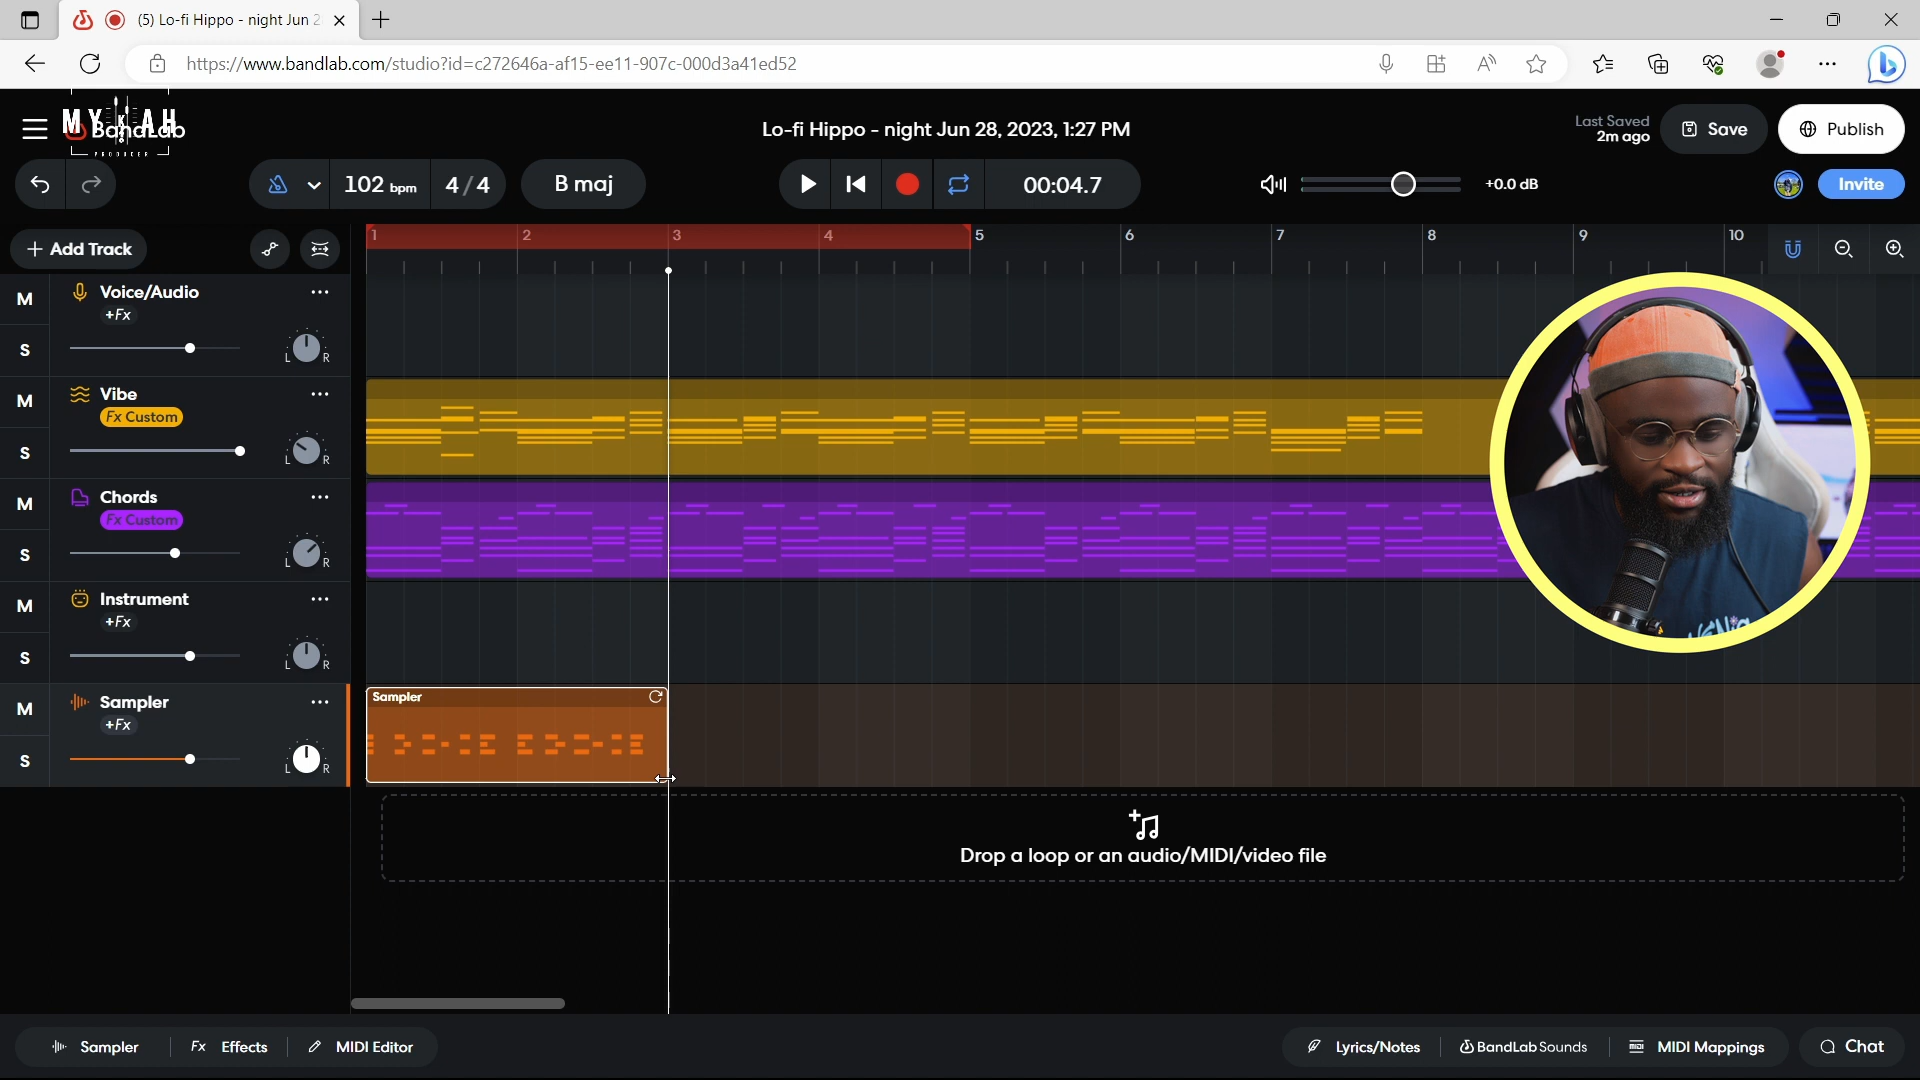 (5) Lo-fi Hippo - night Jun 2
https://www.bandlab.com/studio?id=c272646a-af15-ee11-907c-000d3a41ed52
MYKAH
PRODUCER
BandLab
Lo-fi Hippo - night Jun 28, 2023, 1:27 PM
Last Saved
2m ago
Save
Publish
102 bpm
4 / 4
B maj
00:04.7
+0.0 dB
Invite
+ Add Track
1 2 3 4 5 6 7 8 9 10
M
Voice/Audio
+Fx
S
L R
M
Vibe
Fx Custom
S
L R
M
Chords
Fx Custom
S
L R
M
Instrument
+Fx
S
L R
M
Sampler
+Fx
S
L R
Sampler
Drop a loop or an audio/MIDI/video file
Sampler
Fx Effects
MIDI Editor
Lyrics/Notes
BandLab Sounds
MIDI Mappings
Chat